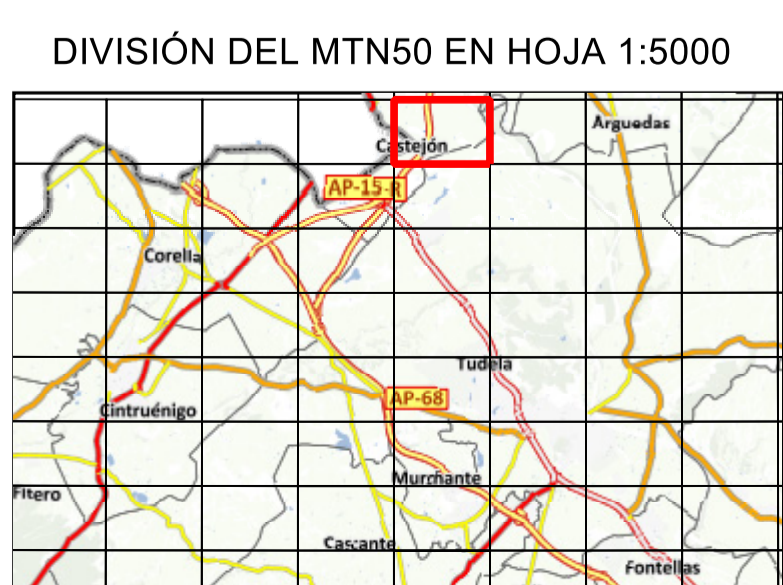 DIVISIÓN DEL MTN50 EN HOJA 1:5000
Arguedas
Castejón
AP-15-R
Corella
Tudela
AP-68
Cintruénigo
Murchante
Fitero
Cascante
Fontellas